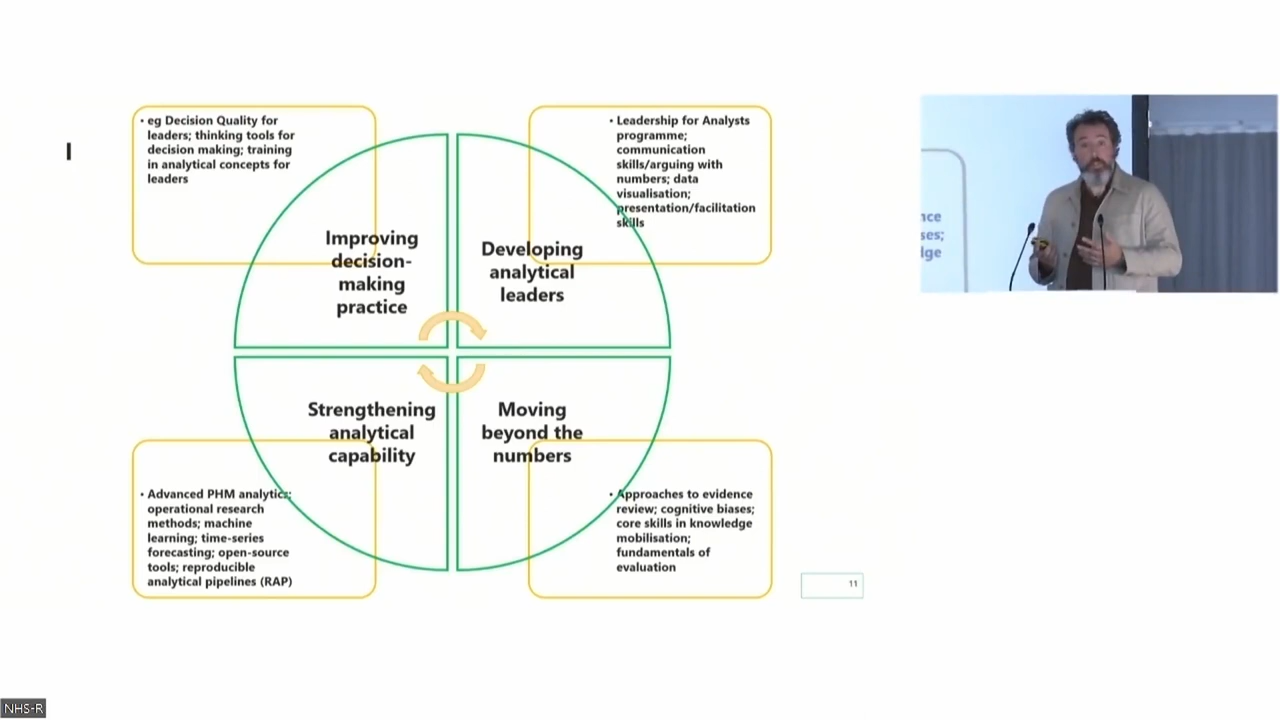 • eg Decision Quality for
leaders; thinking tools for
decision making; training
in analytical concepts for
leaders
• Leadership for Analysts
programme;
communication
skills/arguing with
numbers; data
visualisation;
presentation/facilitation
skills
Improving
decision-
making
practice
Developing
analytical
leaders
Strengthening
analytical
capability
Moving
beyond the
numbers
• Advanced PHM analytics;
operational research
methods; machine
learning; time-series
forecasting; open-source
tools; reproducible
analytical pipelines (RAP)
• Approaches to evidence
review; cognitive biases;
core skills in knowledge
mobilisation;
fundamentals of
evaluation
11
nce
ses;
dge
NHS-R